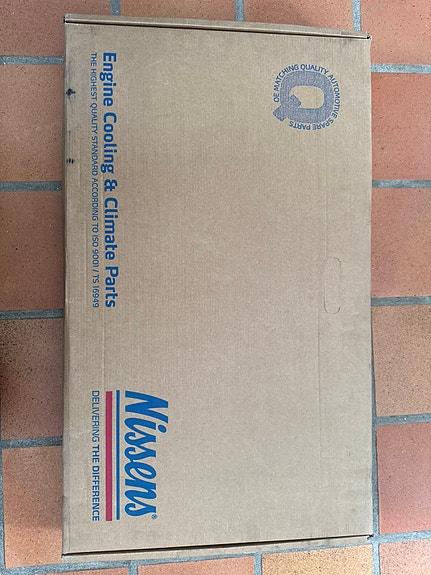 OE MATCHING QUALITY AUTOMOTIVE SPARE PARTS
Q
Engine Cooling & Climate Parts
THE HIGHEST QUALITY STANDARD ACCORDING TO ISO 9001 / TS 16949
Nissens®
DELIVERING THE DIFFERENCE